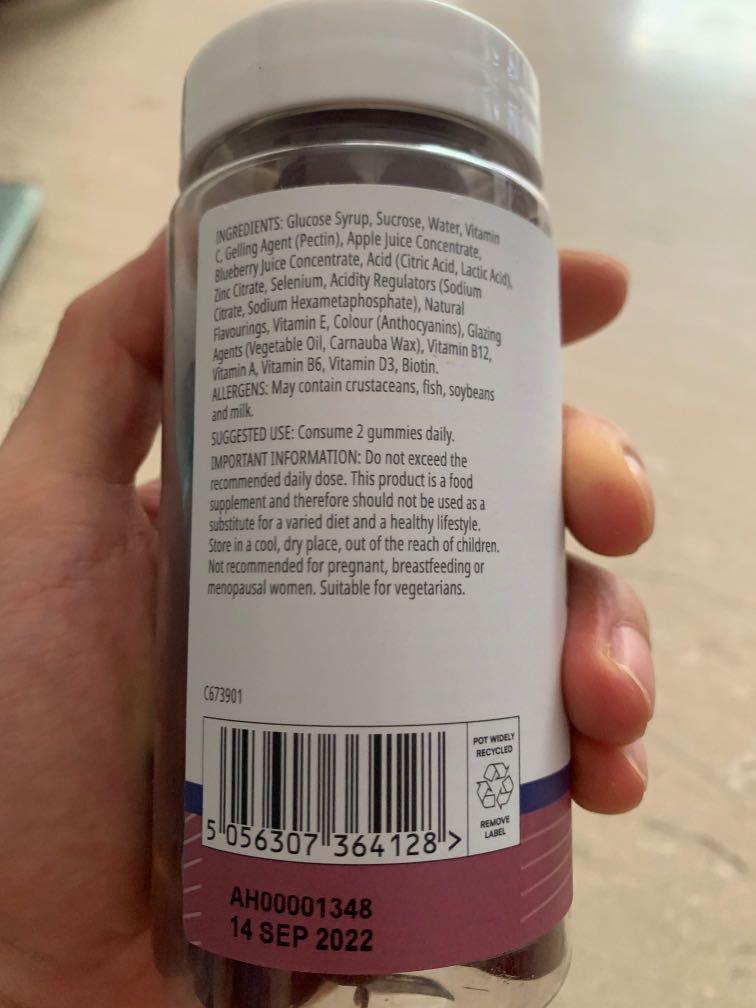 INGREDIENTS: Glucose Syrup, Sucrose, Water, Vitamin
C, Gelling Agent (Pectin), Apple Juice Concentrate,
Blueberry Juice Concentrate, Acid (Citric Acid, Lactic Acid),
Zinc Citrate, Selenium, Acidity Regulators (Sodium
Citrate, Sodium Hexametaphosphate), Natural
Flavourings, Vitamin E, Colour (Anthocyanins), Glazing
Agents (Vegetable Oil, Carnauba Wax), Vitamin B12,
Vitamin A, Vitamin B6, Vitamin D3, Biotin.
ALLERGENS: May contain crustaceans, fish, soybeans
and milk.
SUGGESTED USE: Consume 2 gummies daily.
IMPORTANT INFORMATION: Do not exceed the
recommended daily dose. This product is a food
supplement and therefore should not be used as a
substitute for a varied diet and a healthy lifestyle.
Store in a cool, dry place, out of the reach of children.
Not recommended for pregnant, breastfeeding or
menopausal women. Suitable for vegetarians.
C673901
POT WIDELY
RECYCLED
REMOVE
LABEL
5 056307 364128 >
AH00001348
14 SEP 2022